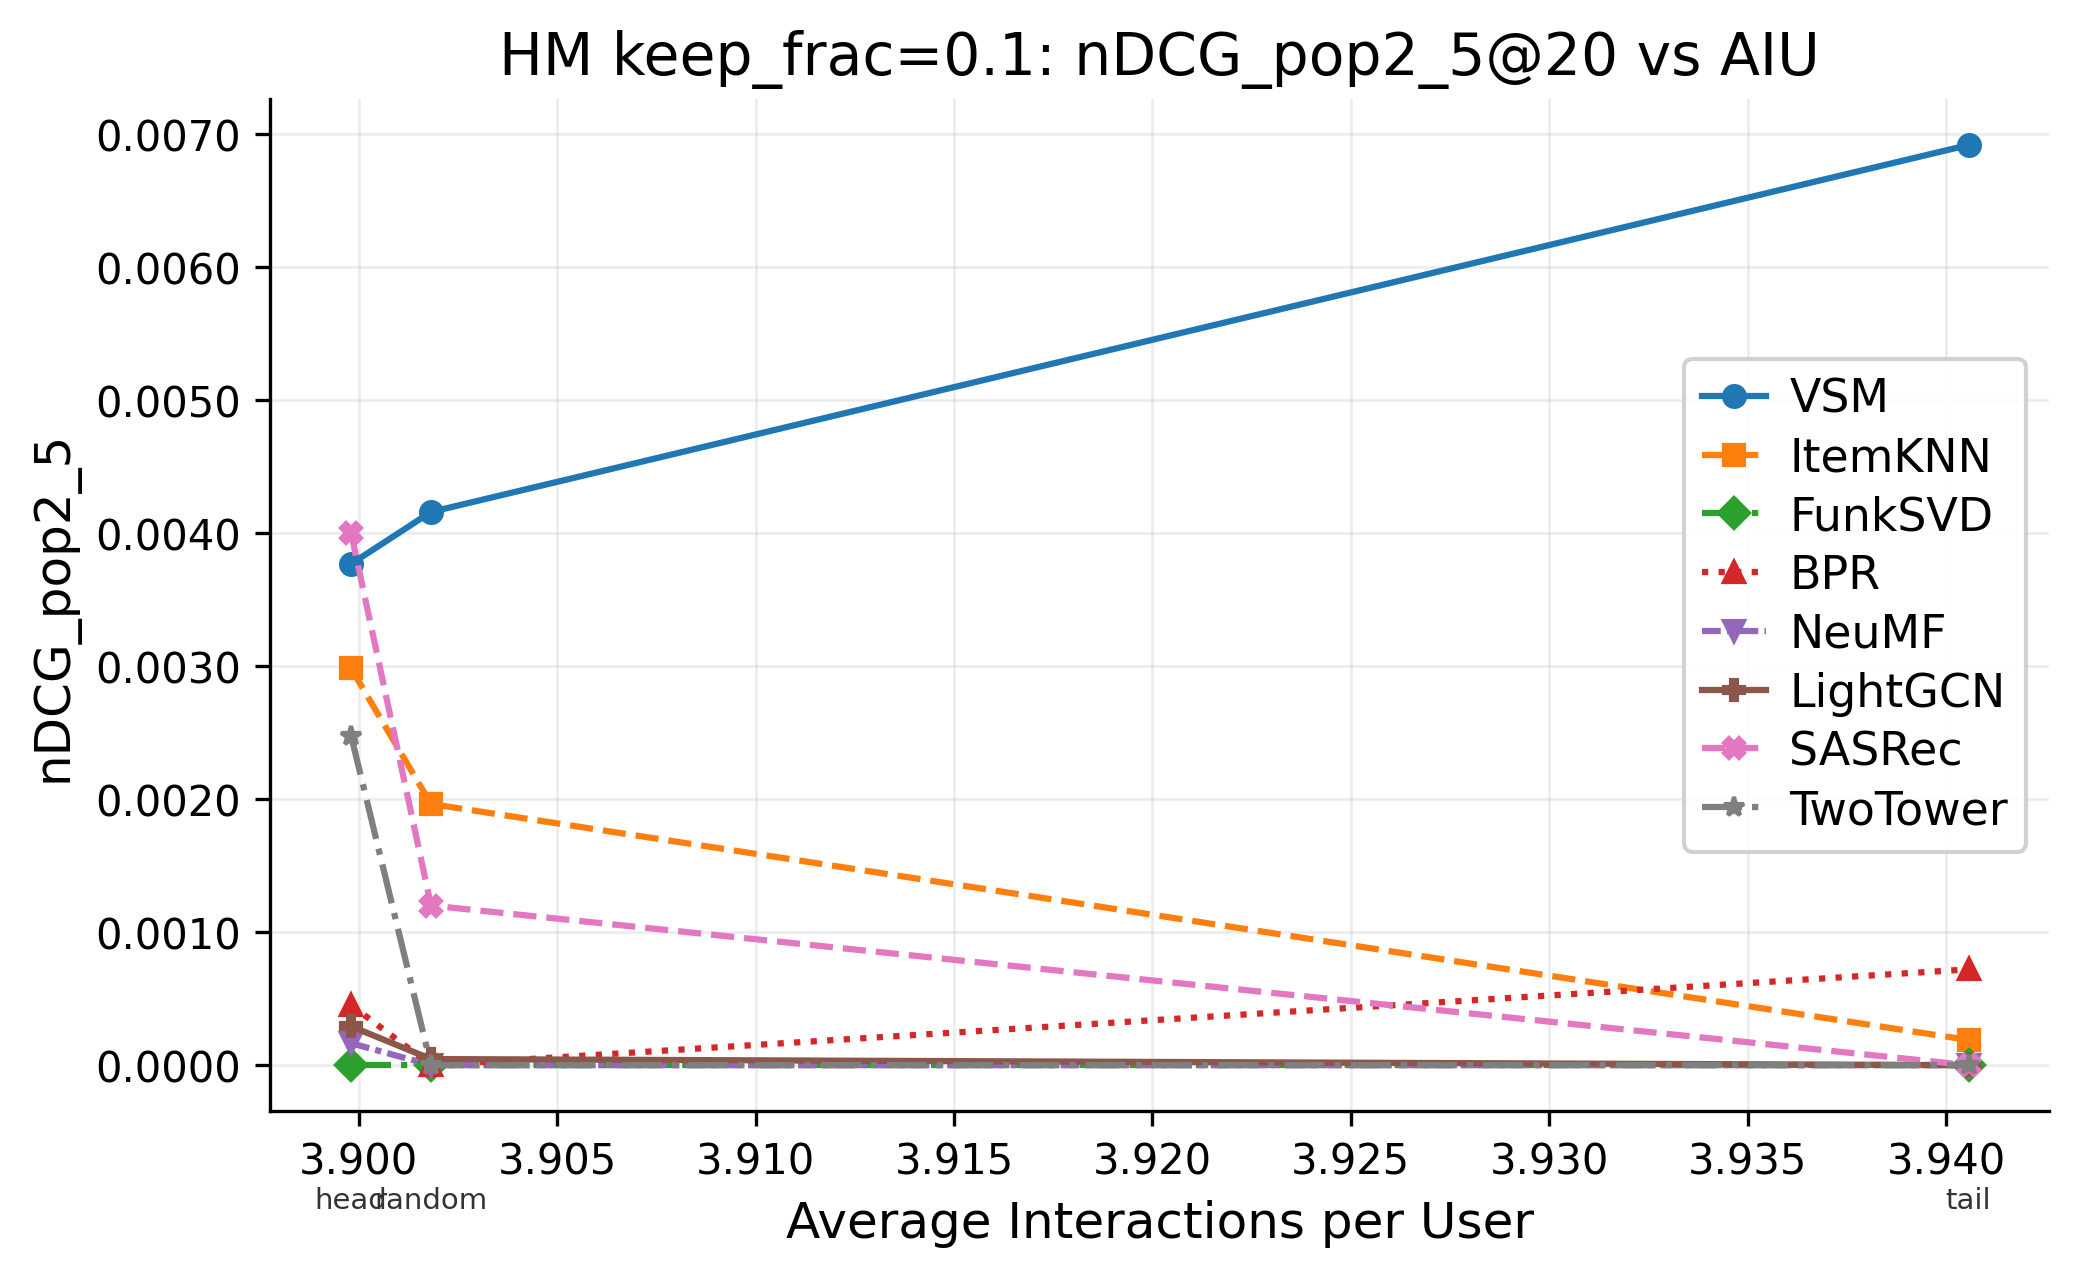 HM keep_frac=0.1: nDCG_pop2_5@20 vs AIU
nDCG_pop2_5
0.0070
0.0060
0.0050
0.0040
0.0030
0.0020
0.0010
0.0000
VSM
ItemKNN
FunkSVD
BPR
NeuMF
LightGCN
SASRec
TwoTower
3.900 3.905 3.910 3.915 3.920 3.925 3.930 3.935 3.940
head random tail
Average Interactions per User